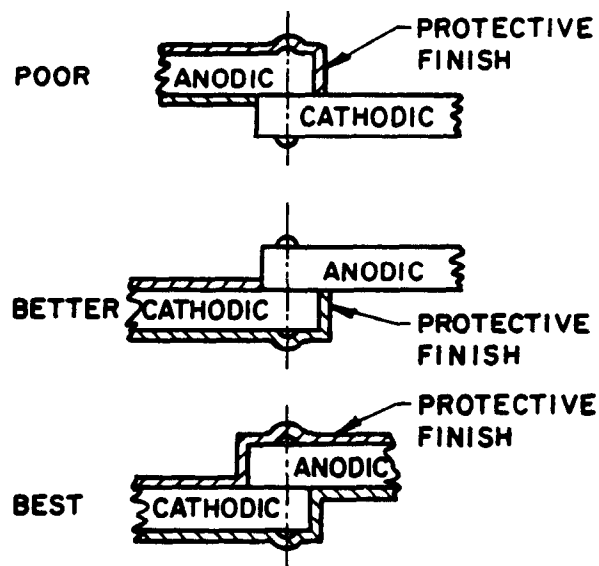 PROTECTIVE
FINISH
POOR
ANODIC
CATHODIC
ANODIC
BETTER
CATHODIC
PROTECTIVE
FINISH
PROTECTIVE
FINISH
ANODIC
BEST
CATHODIC